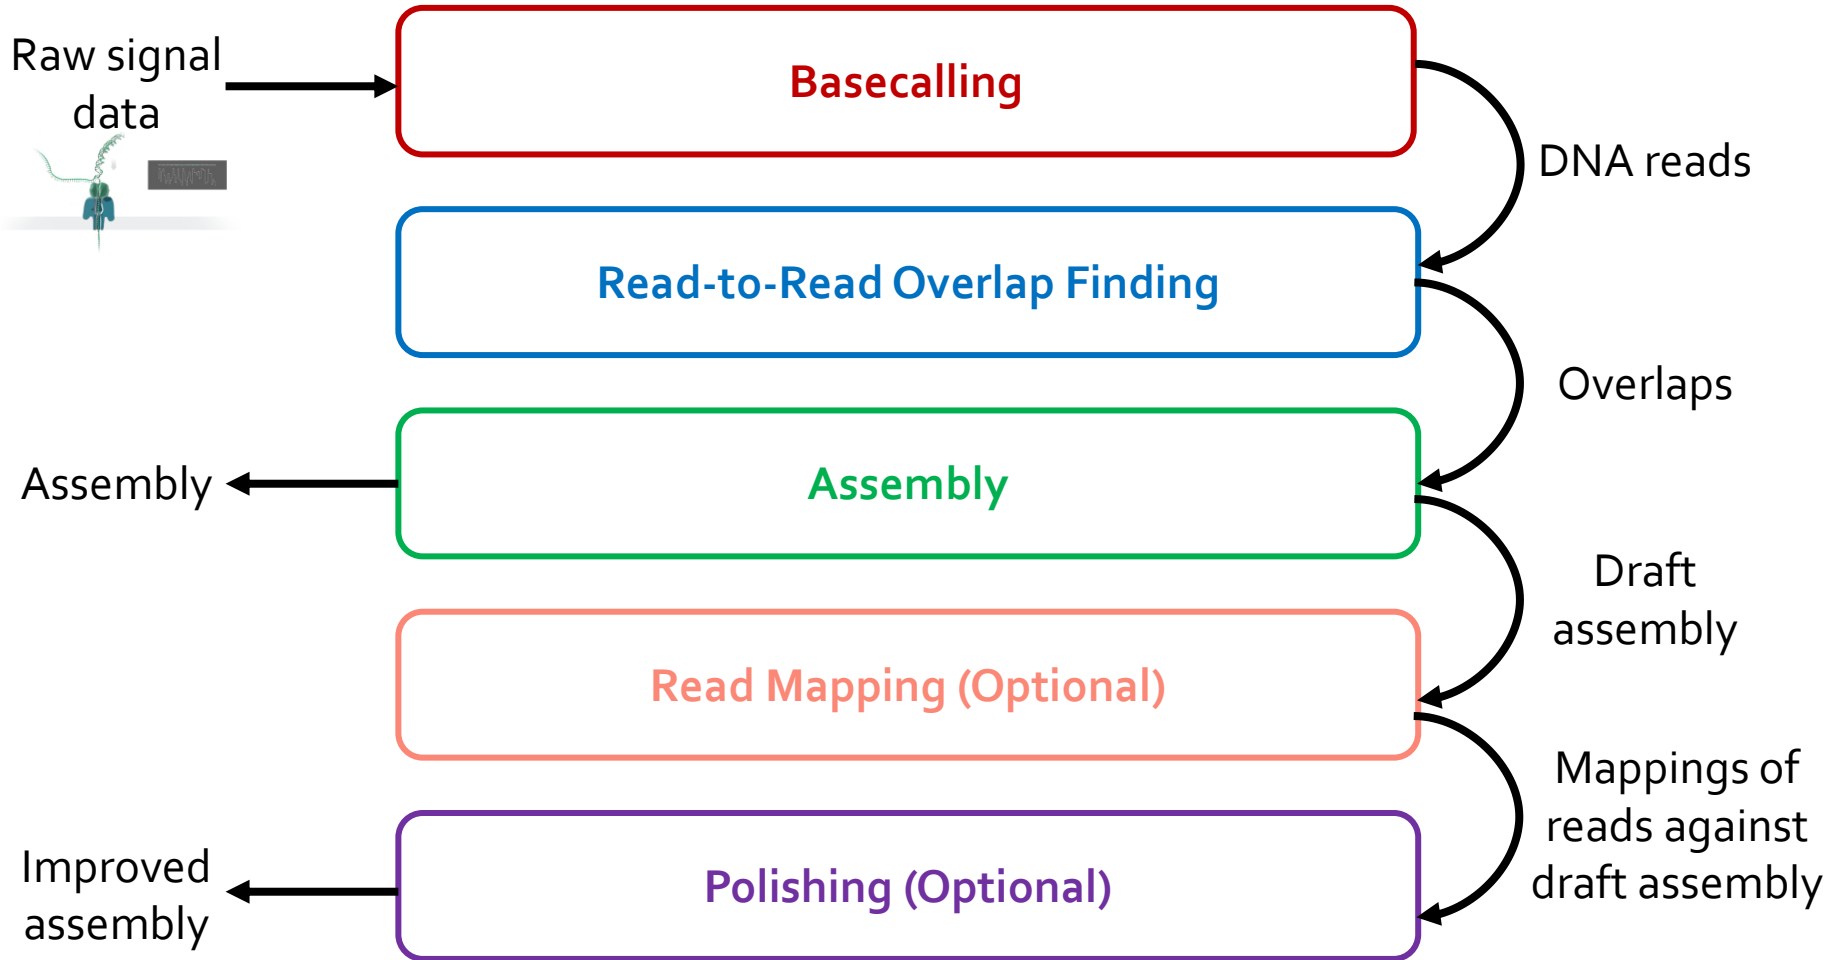 Raw signal
data
Basecalling
DNA reads
Read-to-Read Overlap Finding
Overlaps
Assembly
Assembly
Draft
assembly
Read Mapping (Optional)
Mappings of
reads against
draft assembly
Improved
assembly
Polishing (Optional)